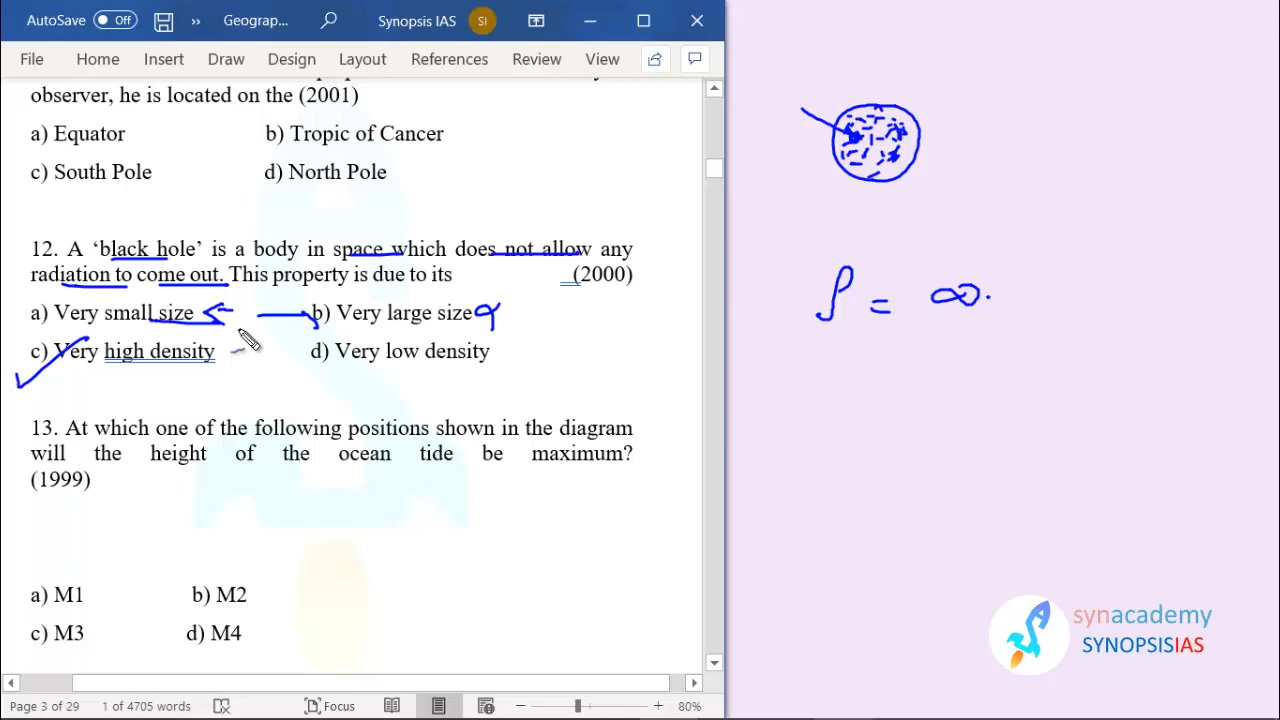 AutoSave Off Geograp... Synopsis IAS SI
File Home Insert Draw Design Layout References Review View
observer, he is located on the (2001)
a) Equator b) Tropic of Cancer
c) South Pole d) North Pole
12. A ‘black hole’ is a body in space which does not allow any
radiation to come out. This property is due to its (2000)
a) Very small size b) Very large size
c) Very high density d) Very low density
13. At which one of the following positions shown in the diagram
will the height of the ocean tide be maximum?
(1999)
a) M1 b) M2
c) M3 d) M4
Page 3 of 29 1 of 4705 words Focus 80%
ρ = ∞.
synacademy
SYNOPSISIAS